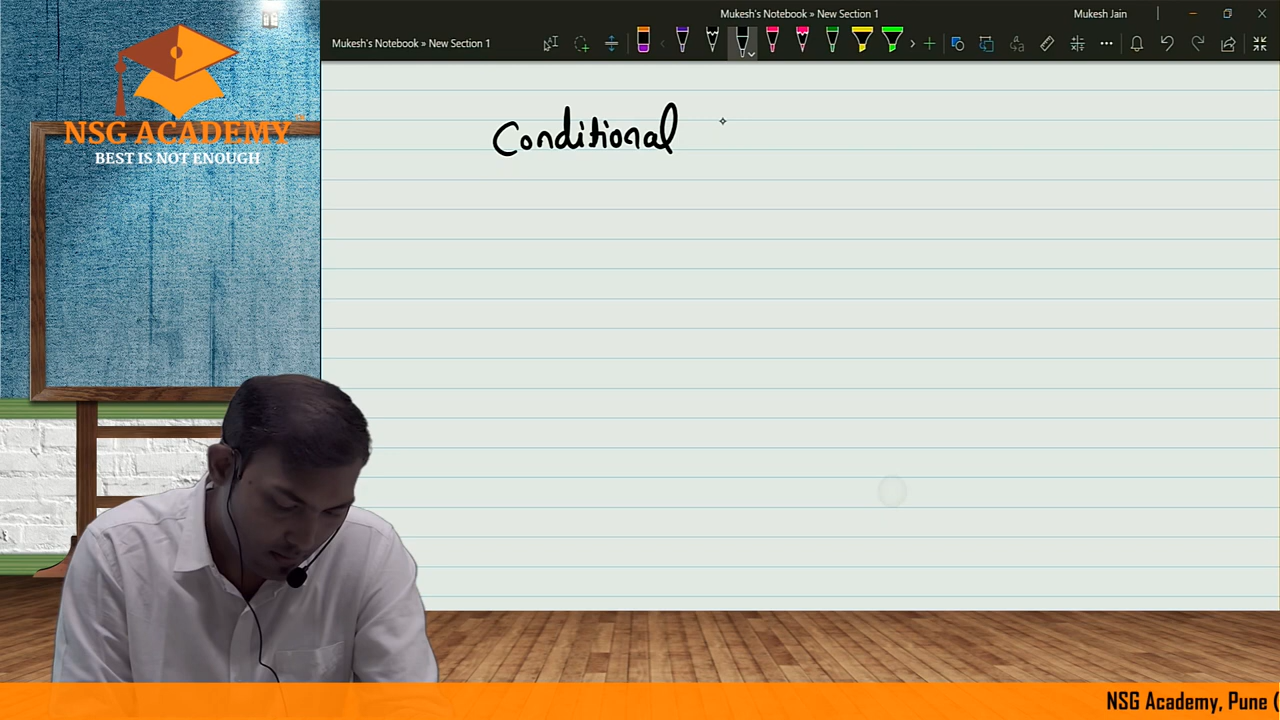 Mukesh's Notebook » New Section 1
Mukesh Jain
Mukesh's Notebook » New Section 1
NSG ACADEMY
BEST IS NOT ENOUGH
Conditional
NSG Academy, Pune (